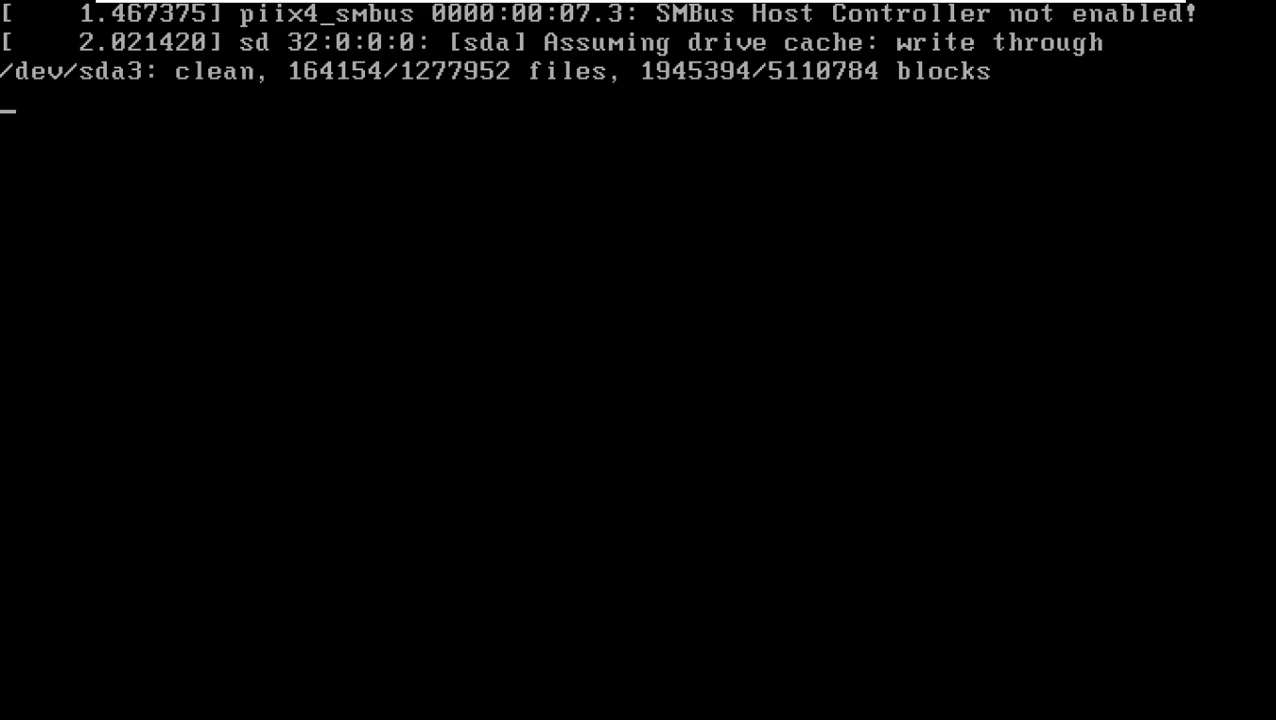 [    1.467375] piix4_smbus 0000:00:07.3: SMBus Host Controller not enabled!
[    2.021420] sd 32:0:0:0: [sda] Assuming drive cache: write through
/dev/sda3: clean, 164154/1277952 files, 1945394/5110784 blocks